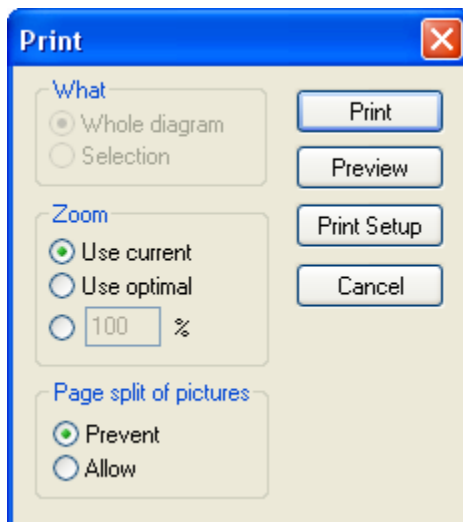 Print
What
Whole diagram
Selection
Zoom
Use current
Use optimal
100 %
Page split of pictures
Prevent
Allow
Print
Preview
Print Setup
Cancel